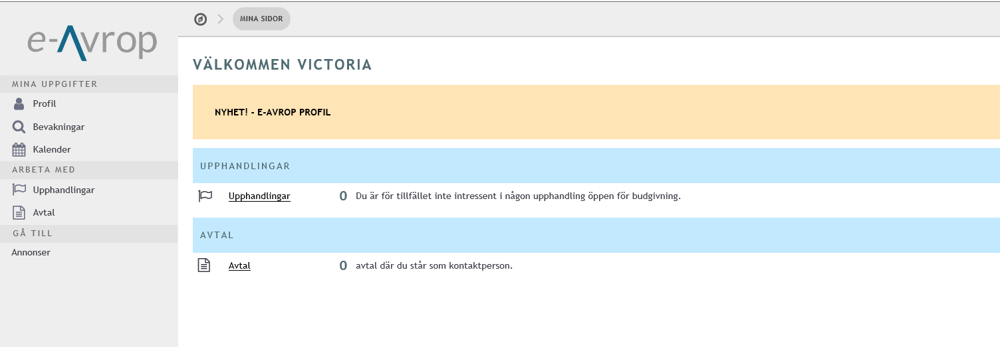 e-Avrop
MINA UPPGIFTER
Profil
Bevakningar
Kalender
ARBETA MED
Upphandlingar
Avtal
GÅ TILL
Annonser
MINA SIDOR
VÄLKOMMEN VICTORIA
NYHET! - E-AVROP PROFIL
UPPHANDLINGAR
Upphandlingar 0 Du är för tillfället inte intressent i någon upphandling öppen för budgivning.
AVTAL
Avtal 0 avtal där du står som kontaktperson.